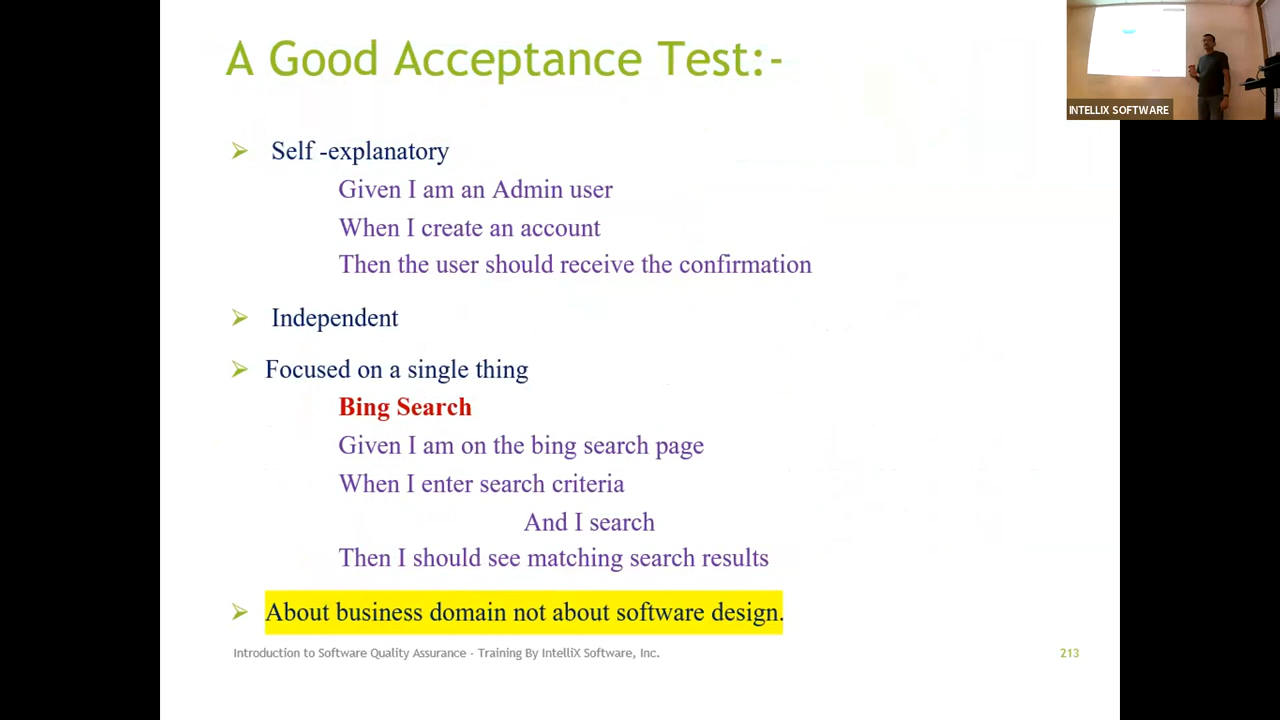 A Good Acceptance Test:-
INTELLIX SOFTWARE
Self -explanatory
Given I am an Admin user
When I create an account
Then the user should receive the confirmation
Independent
Focused on a single thing
Bing Search
Given I am on the bing search page
When I enter search criteria
And I search
Then I should see matching search results
About business domain not about software design.
Introduction to Software Quality Assurance - Training By IntelliX Software, Inc.
213